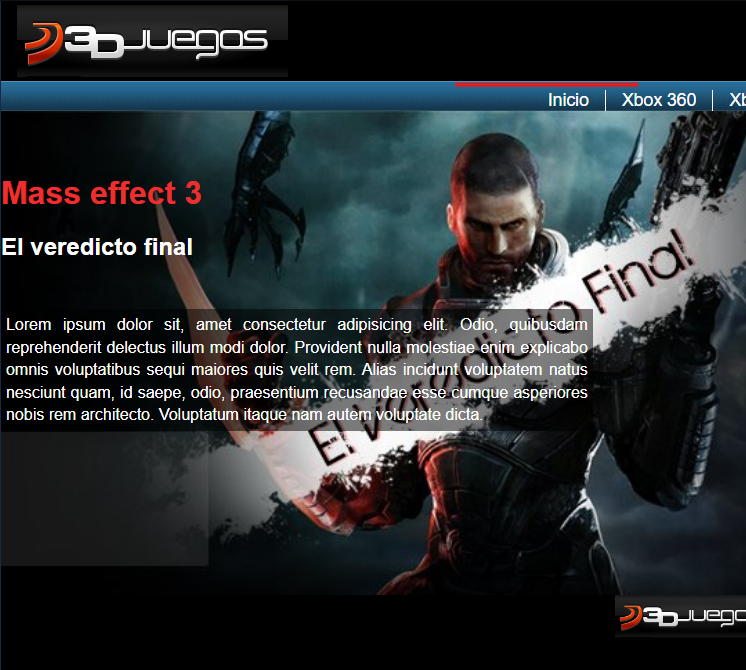 3DJUEGOS
Inicio
Xbox 360
Xb
Mass effect 3
El veredicto final
El Veredicto Final
Lorem ipsum dolor sit, amet consectetur adipisicing elit. Odio, quibusdam
reprehenderit delectus illum modi dolor. Provident nulla molestiae enim explicabo
omnis voluptatibus sequi maiores quis velit rem. Alias incidunt voluptatem natus
nesciunt quam, id saepe, odio, praesentium recusandae esse cumque asperiores
nobis rem architecto. Voluptatum itaque nam autem voluptate dicta.
3DJUEGO